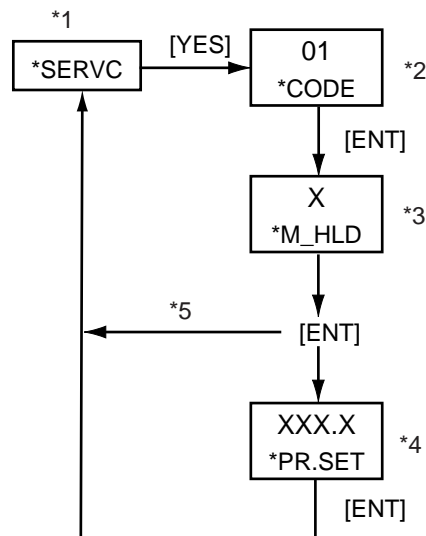 *1
[YES]
*SERVC
01
*CODE
*2
[ENT]
X
*M_HLD
*3
*5
[ENT]
XXX.X
*PR.SET
*4
[ENT]